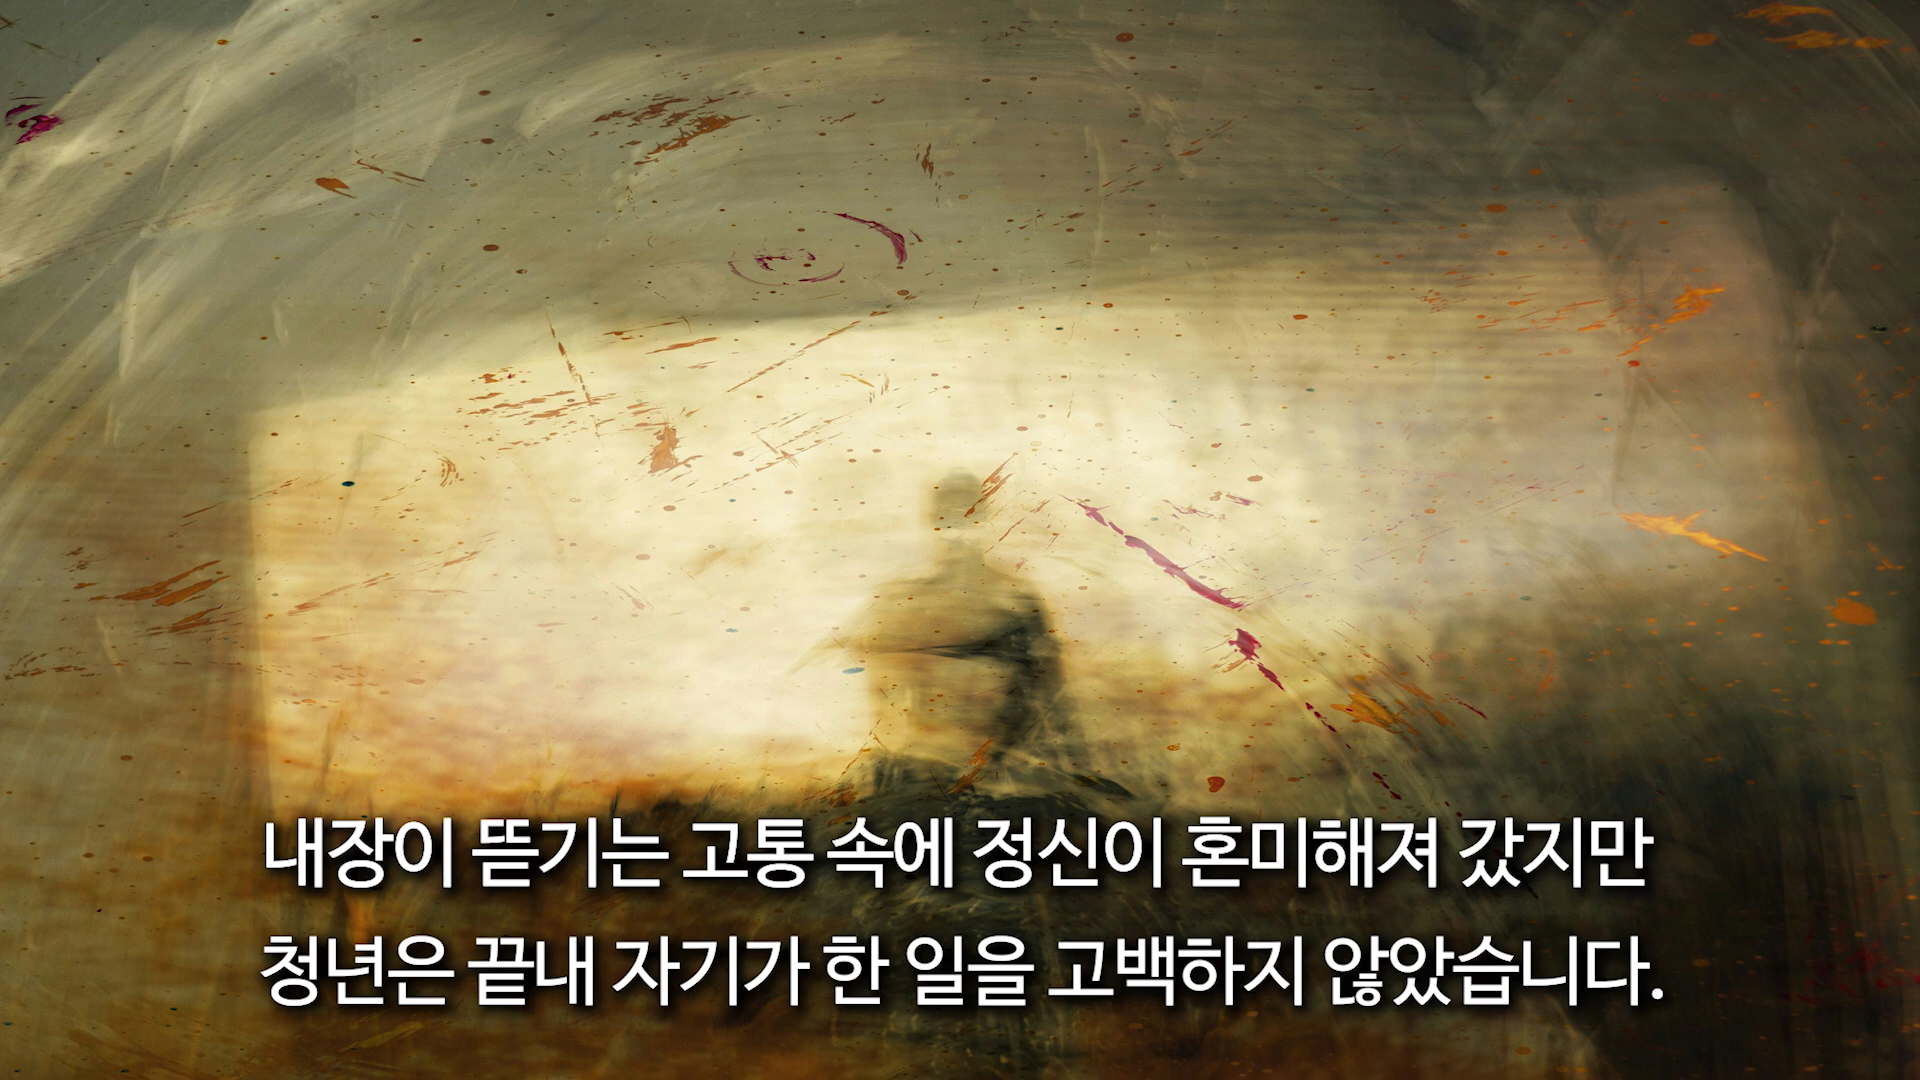 내장이 뜯기는 고통 속에 정신이 혼미해져 갔지만
청년은 끝내 자기가 한 일을 고백하지 않았습니다.